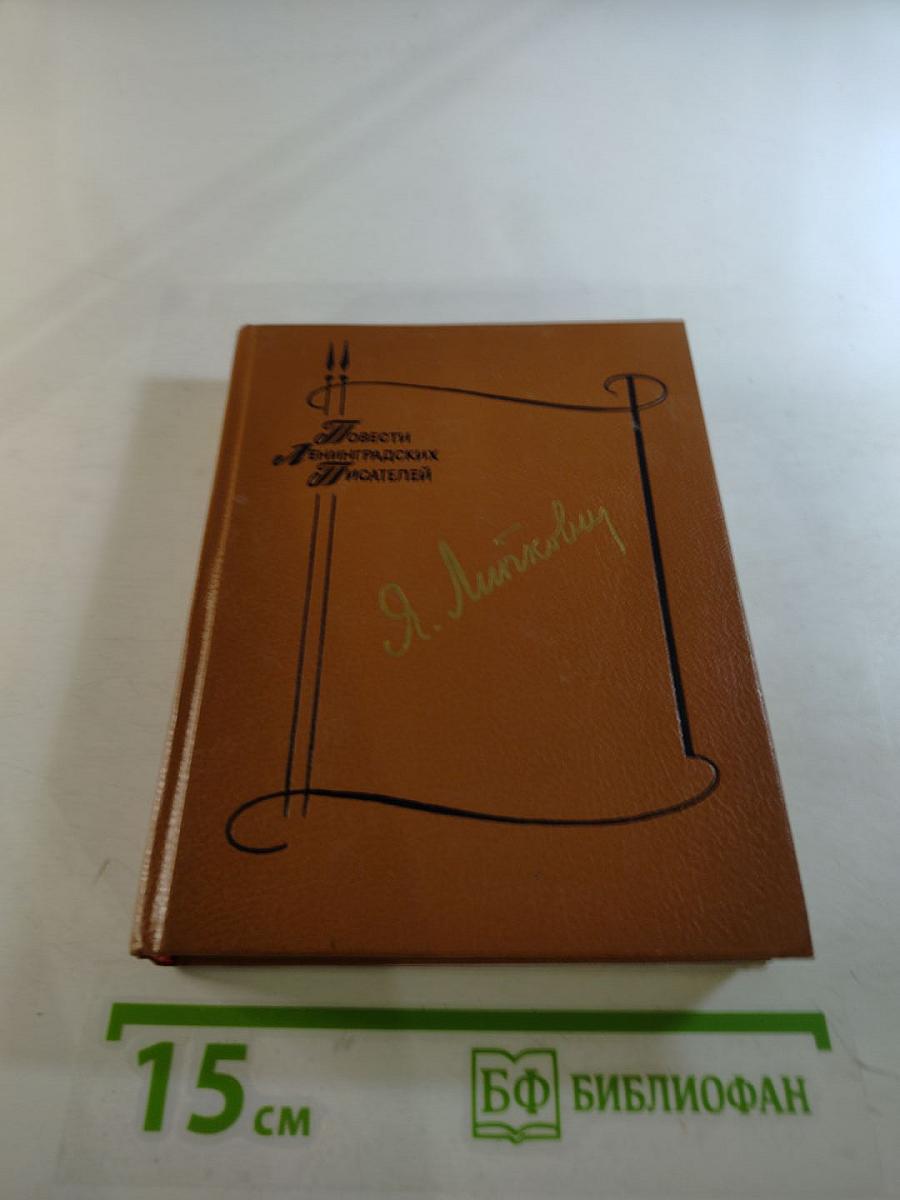 Повести
Ленинградских
Писателей
Я. Липкович
15 см
БФ БИБЛИОФАН